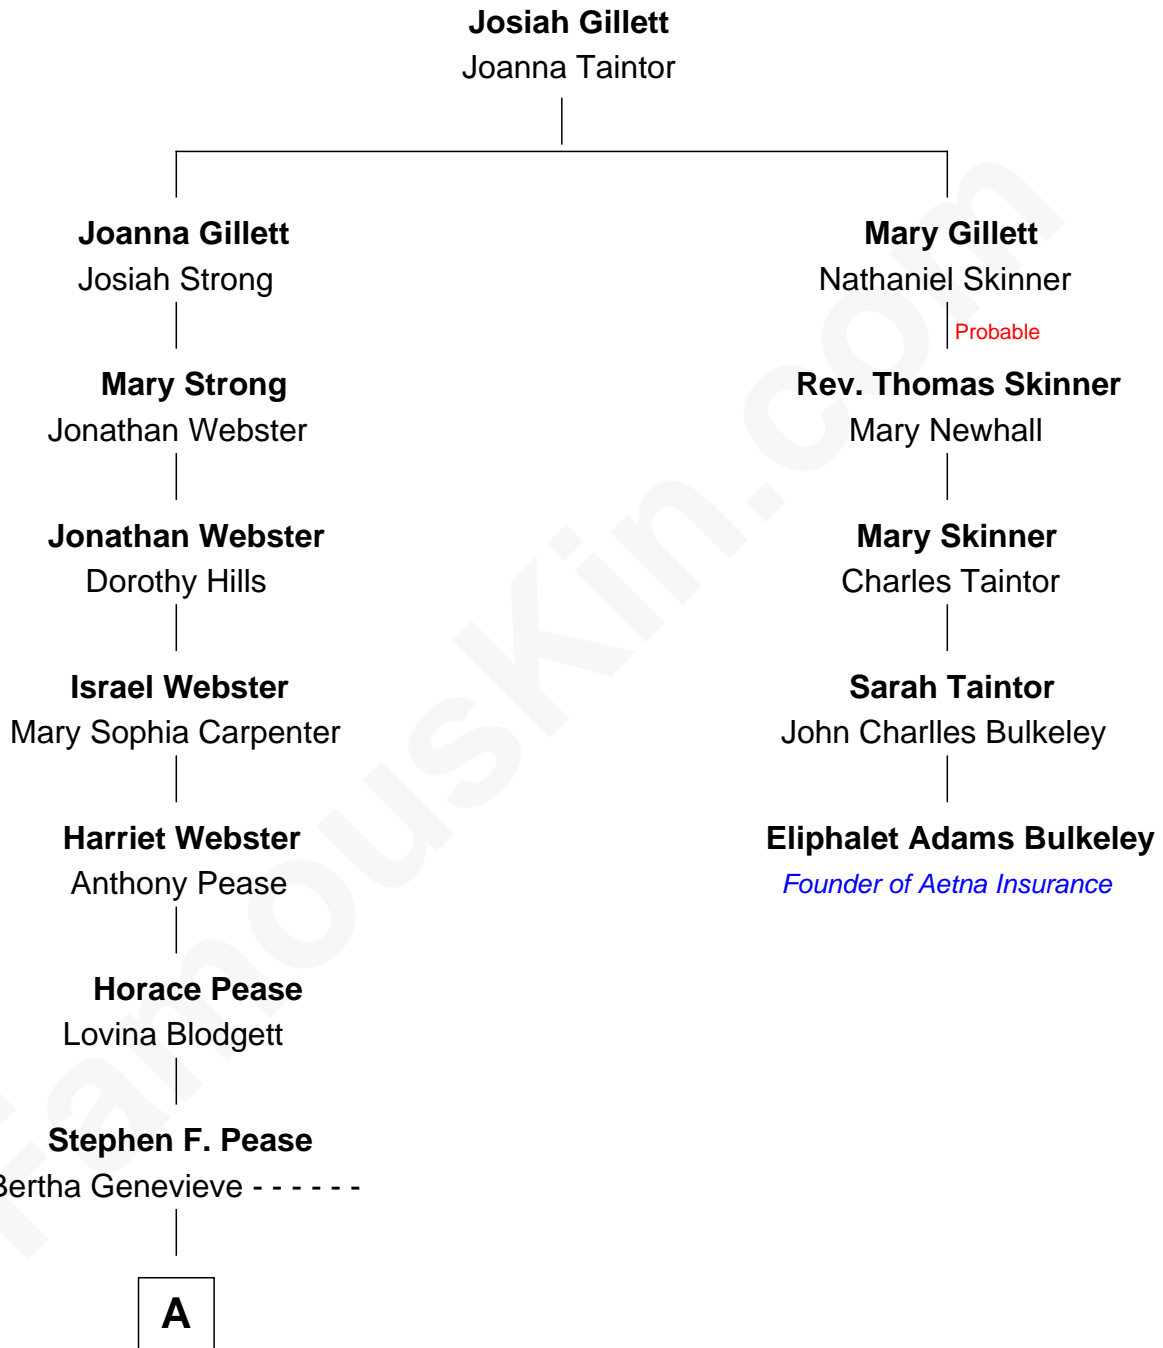 Josiah Gillett
Joanna Taintor
Joanna Gillett
Josiah Strong
Mary Gillett
Nathaniel Skinner
Probable
Mary Strong
Jonathan Webster
Rev. Thomas Skinner
Mary Newhall
Jonathan Webster
Dorothy Hills
Mary Skinner
Charles Taintor
Israel Webster
Mary Sophia Carpenter
Sarah Taintor
John Charlles Bulkeley
Harriet Webster
Anthony Pease
Eliphalet Adams Bulkeley
Founder of Aetna Insurance
Horace Pease
Lovina Blodgett
Stephen F. Pease
Bertha Genevieve - - - - - -
A
FamousKin.com